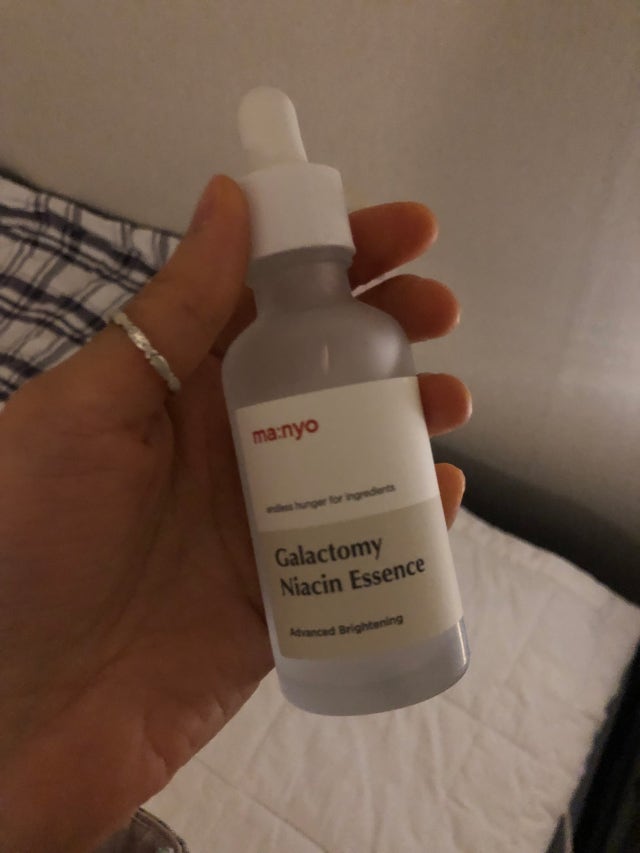 ma:nyo
endless hunger for ingredients
Galactomy
Niacin Essence
Advanced Brightening